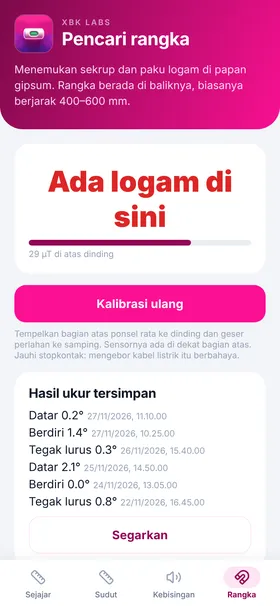 XBK LABS
Pencari rangka
Menemukan sekrup dan paku logam di papan
gipsum. Rangka berada di baliknya, biasanya
berjarak 400–600 mm.
Ada logam di
sini
29 µT di atas dinding
Kalibrasi ulang
Tempelkan bagian atas ponsel rata ke dinding dan geser
perlahan ke samping. Sensornya ada di dekat bagian atas.
Jauhi stopkontak: mengebor kabel listrik itu berbahaya.
Hasil ukur tersimpan
Datar 0.2° 27/11/2026, 11.10.00
Berdiri 1.4° 27/11/2026, 10.25.00
Tegak lurus 0.3° 26/11/2026, 15.40.00
Datar 2.1° 25/11/2026, 14.50.00
Berdiri 0.0° 24/11/2026, 13.05.00
Tegak lurus 0.8° 22/11/2026, 16.45.00
Segarkan
Sejajar
Sudut
Kebisingan
Rangka